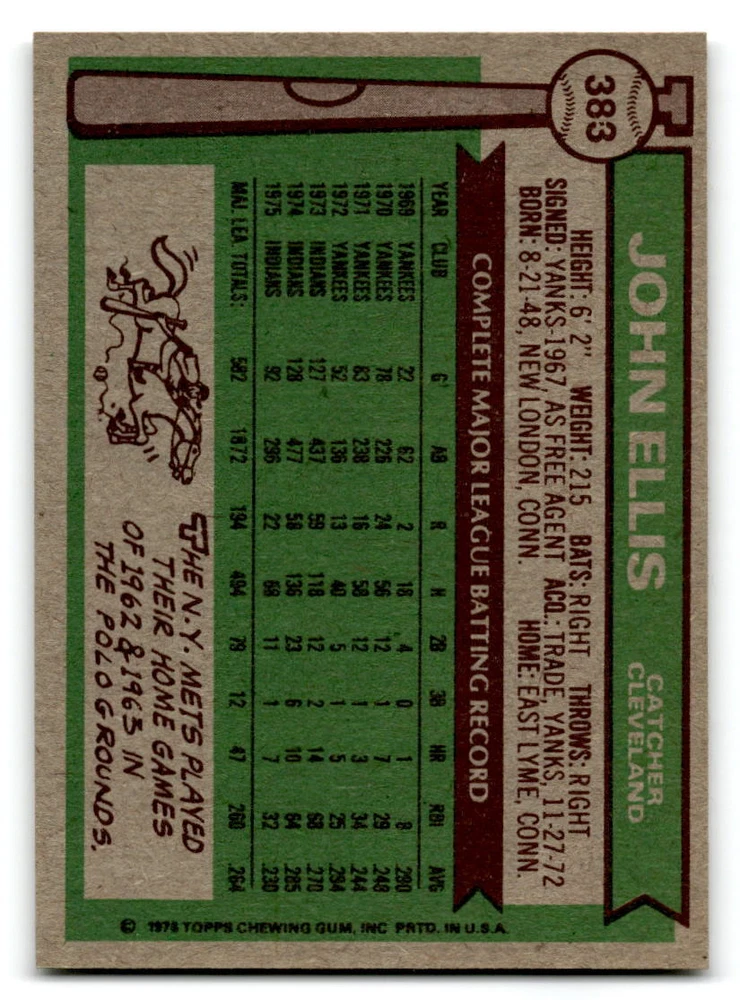 383
JOHN ELLIS
CATCHER
CLEVELAND
HEIGHT: 6' 2" WEIGHT: 215 BATS: RIGHT THROWS: RIGHT
SIGNED: YANKS-1967, AS FREE AGENT ACQ.: TRADE, YANKS, 11-27-72
BORN: 8-21-48, NEW LONDON, CONN. HOME: EAST LYME, CONN.
COMPLETE MAJOR LEAGUE BATTING RECORD
YEAR CLUB G AB R H 2B 3B HR RBI AVG
1969 YANKEES 22 62 2 18 4 0 1 8 .290
1970 YANKEES 78 226 24 56 12 1 7 29 .248
1971 YANKEES 83 238 16 58 12 1 3 34 .244
1972 YANKEES 52 136 13 40 5 1 5 25 .294
1973 INDIANS 127 437 59 118 12 2 14 68 .270
1974 INDIANS 128 477 58 136 23 6 10 64 .285
1975 INDIANS 92 296 22 68 11 1 7 32 .230
MAJ. LEA. TOTALS: 582 1872 194 494 79 12 47 260 .264
THE N.Y. METS PLAYED
THEIR HOME GAMES
OF 1962 & 1963 IN
THE POLO GROUNDS.
© 1976 TOPPS CHEWING GUM, INC PRTD. IN U.S.A.